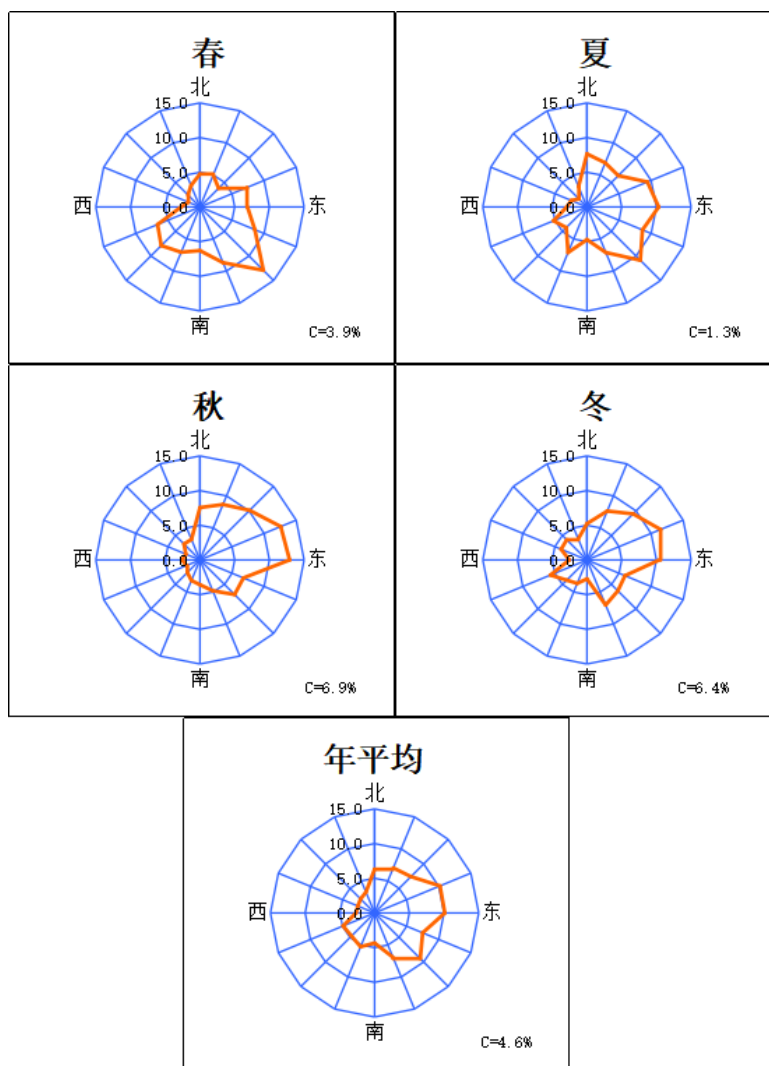 春
北
15.0
10.0
5.0
西 0.0 东
南
C=3.9%
夏
北
15.0
10.0
5.0
西 0.0 东
南
C=1.3%
秋
北
15.0
10.0
5.0
西 0.0 东
南
C=6.9%
冬
北
15.0
10.0
5.0
西 0.0 东
南
C=6.4%
年平均
北
15.0
10.0
5.0
西 0.0 东
南
C=4.6%